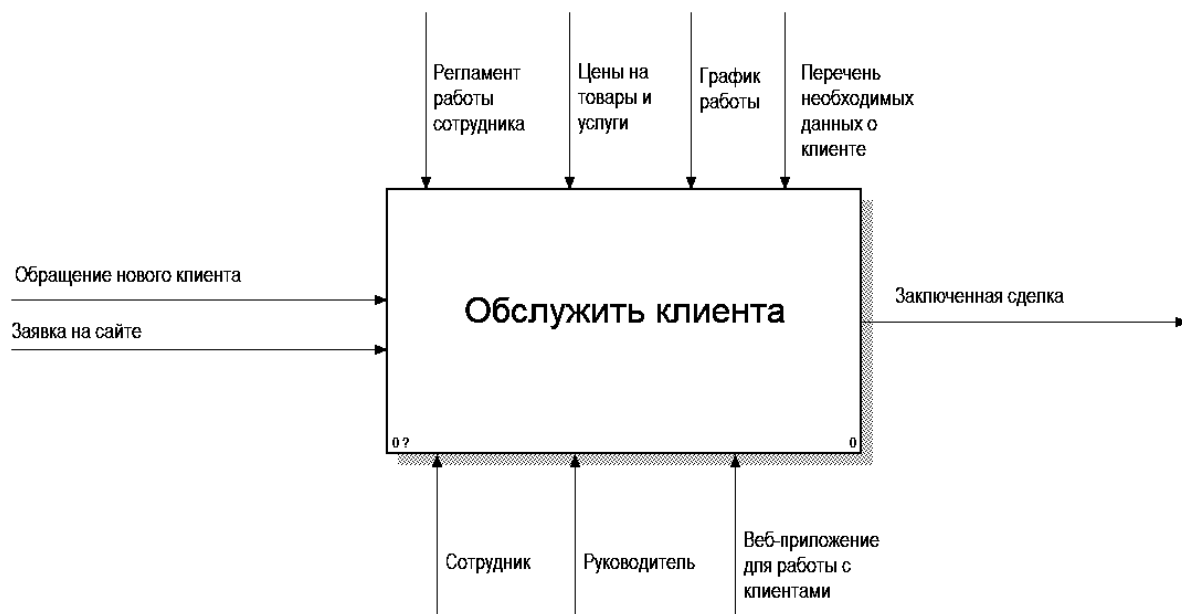 Регламент
работы
сотрудника
Цены на
товары и
услуги
График
работы
Перечень
необходимых
данных о
клиенте
Обращение нового клиента
Заявка на сайте
Обслужить клиента
Заключенная сделка
0 ?
0
Сотрудник
Руководитель
Веб-приложение
для работы с
клиентами